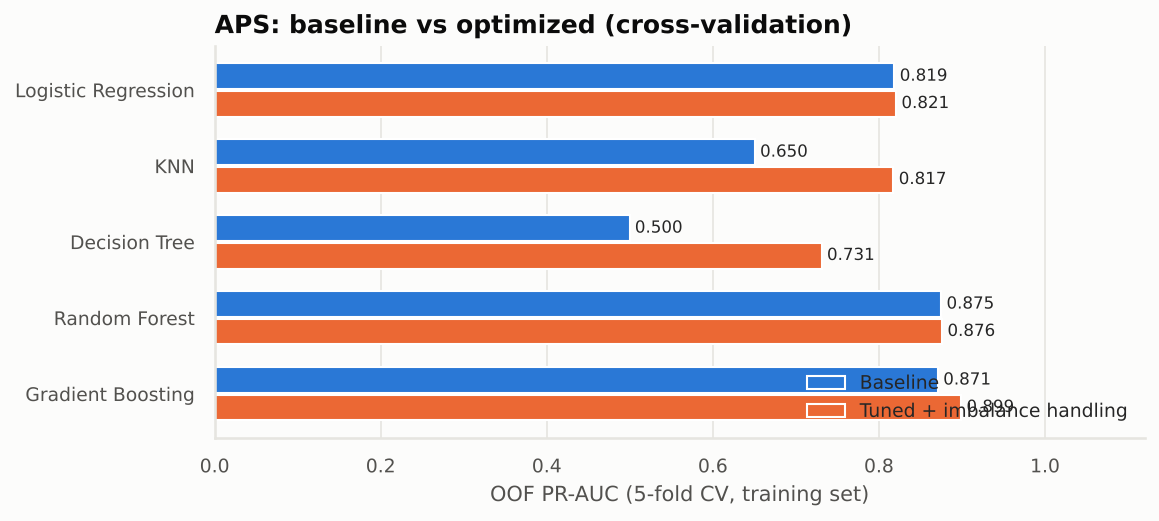 APS: baseline vs optimized (cross-validation)
Logistic Regression
0.819
0.821
KNN
0.650
0.817
Decision Tree
0.500
0.731
Random Forest
0.875
0.876
Gradient Boosting
0.871
0.899
Baseline
Tuned + imbalance handling
0.0 0.2 0.4 0.6 0.8 1.0
OOF PR-AUC (5-fold CV, training set)